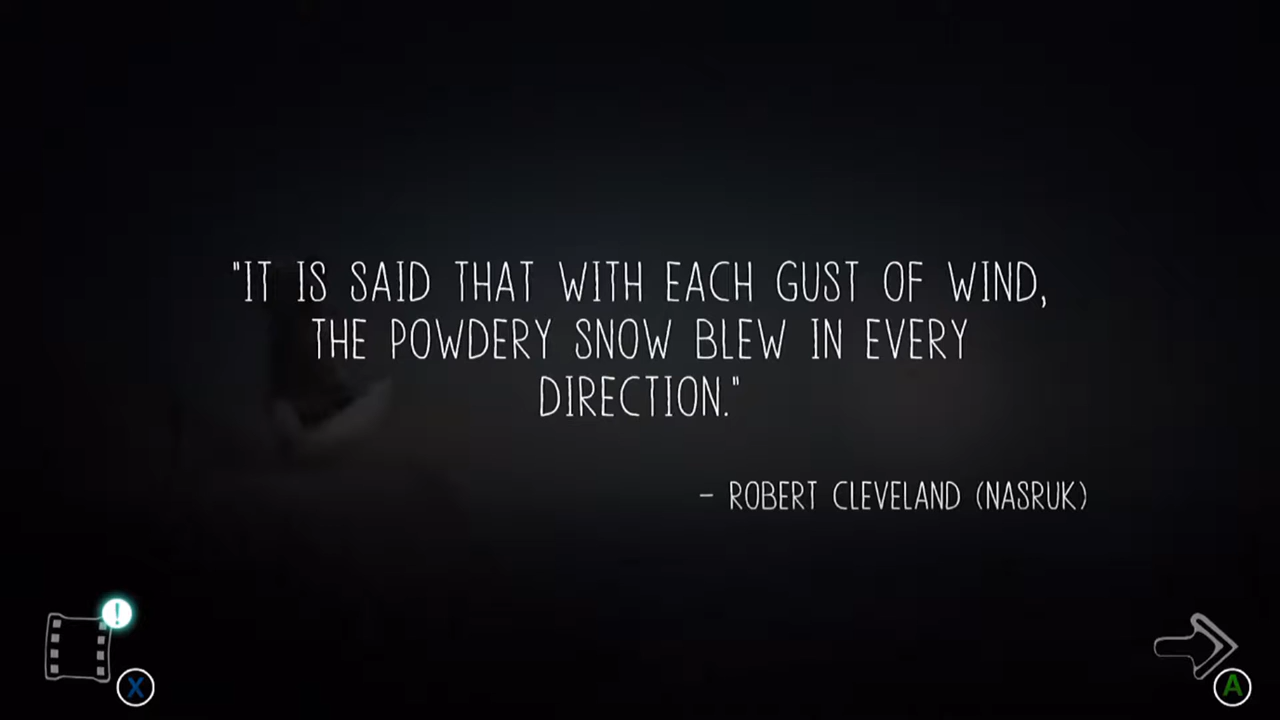 "IT IS SAID THAT WITH EACH GUST OF WIND,
THE POWDERY SNOW BLEW IN EVERY
DIRECTION."
– ROBERT CLEVELAND (NASRUK)
!
X
A